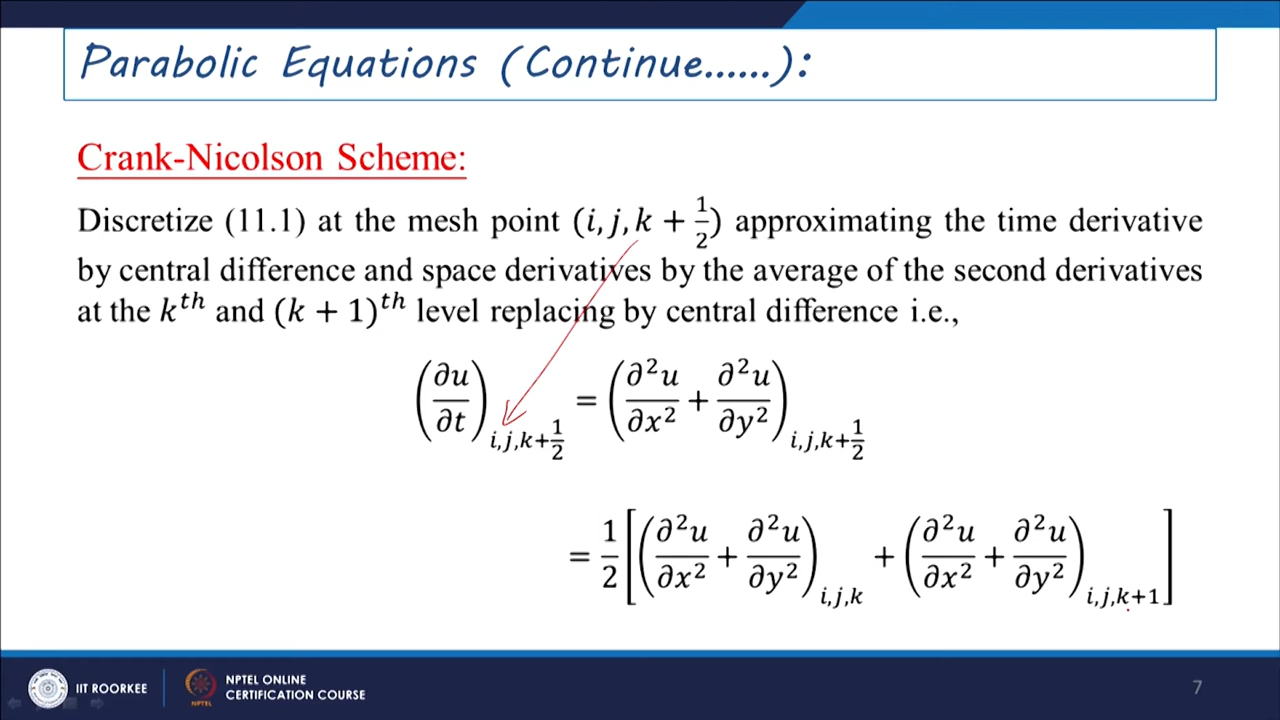 Parabolic Equations (Continue......):
Crank-Nicolson Scheme:
Discretize (11.1) at the mesh point (i, j, k + 1/2) approximating the time derivative
by central difference and space derivatives by the average of the second derivatives
at the k^th and (k + 1)^th level replacing by central difference i.e.,
(∂u/∂t)_{i,j,k+1/2} = (∂²u/∂x² + ∂²u/∂y²)_{i,j,k+1/2}
= 1/2 [(∂²u/∂x² + ∂²u/∂y²)_{i,j,k} + (∂²u/∂x² + ∂²u/∂y²)_{i,j,k+1}]
IIT ROORKEE
NPTEL ONLINE
CERTIFICATION COURSE
NPTEL
7